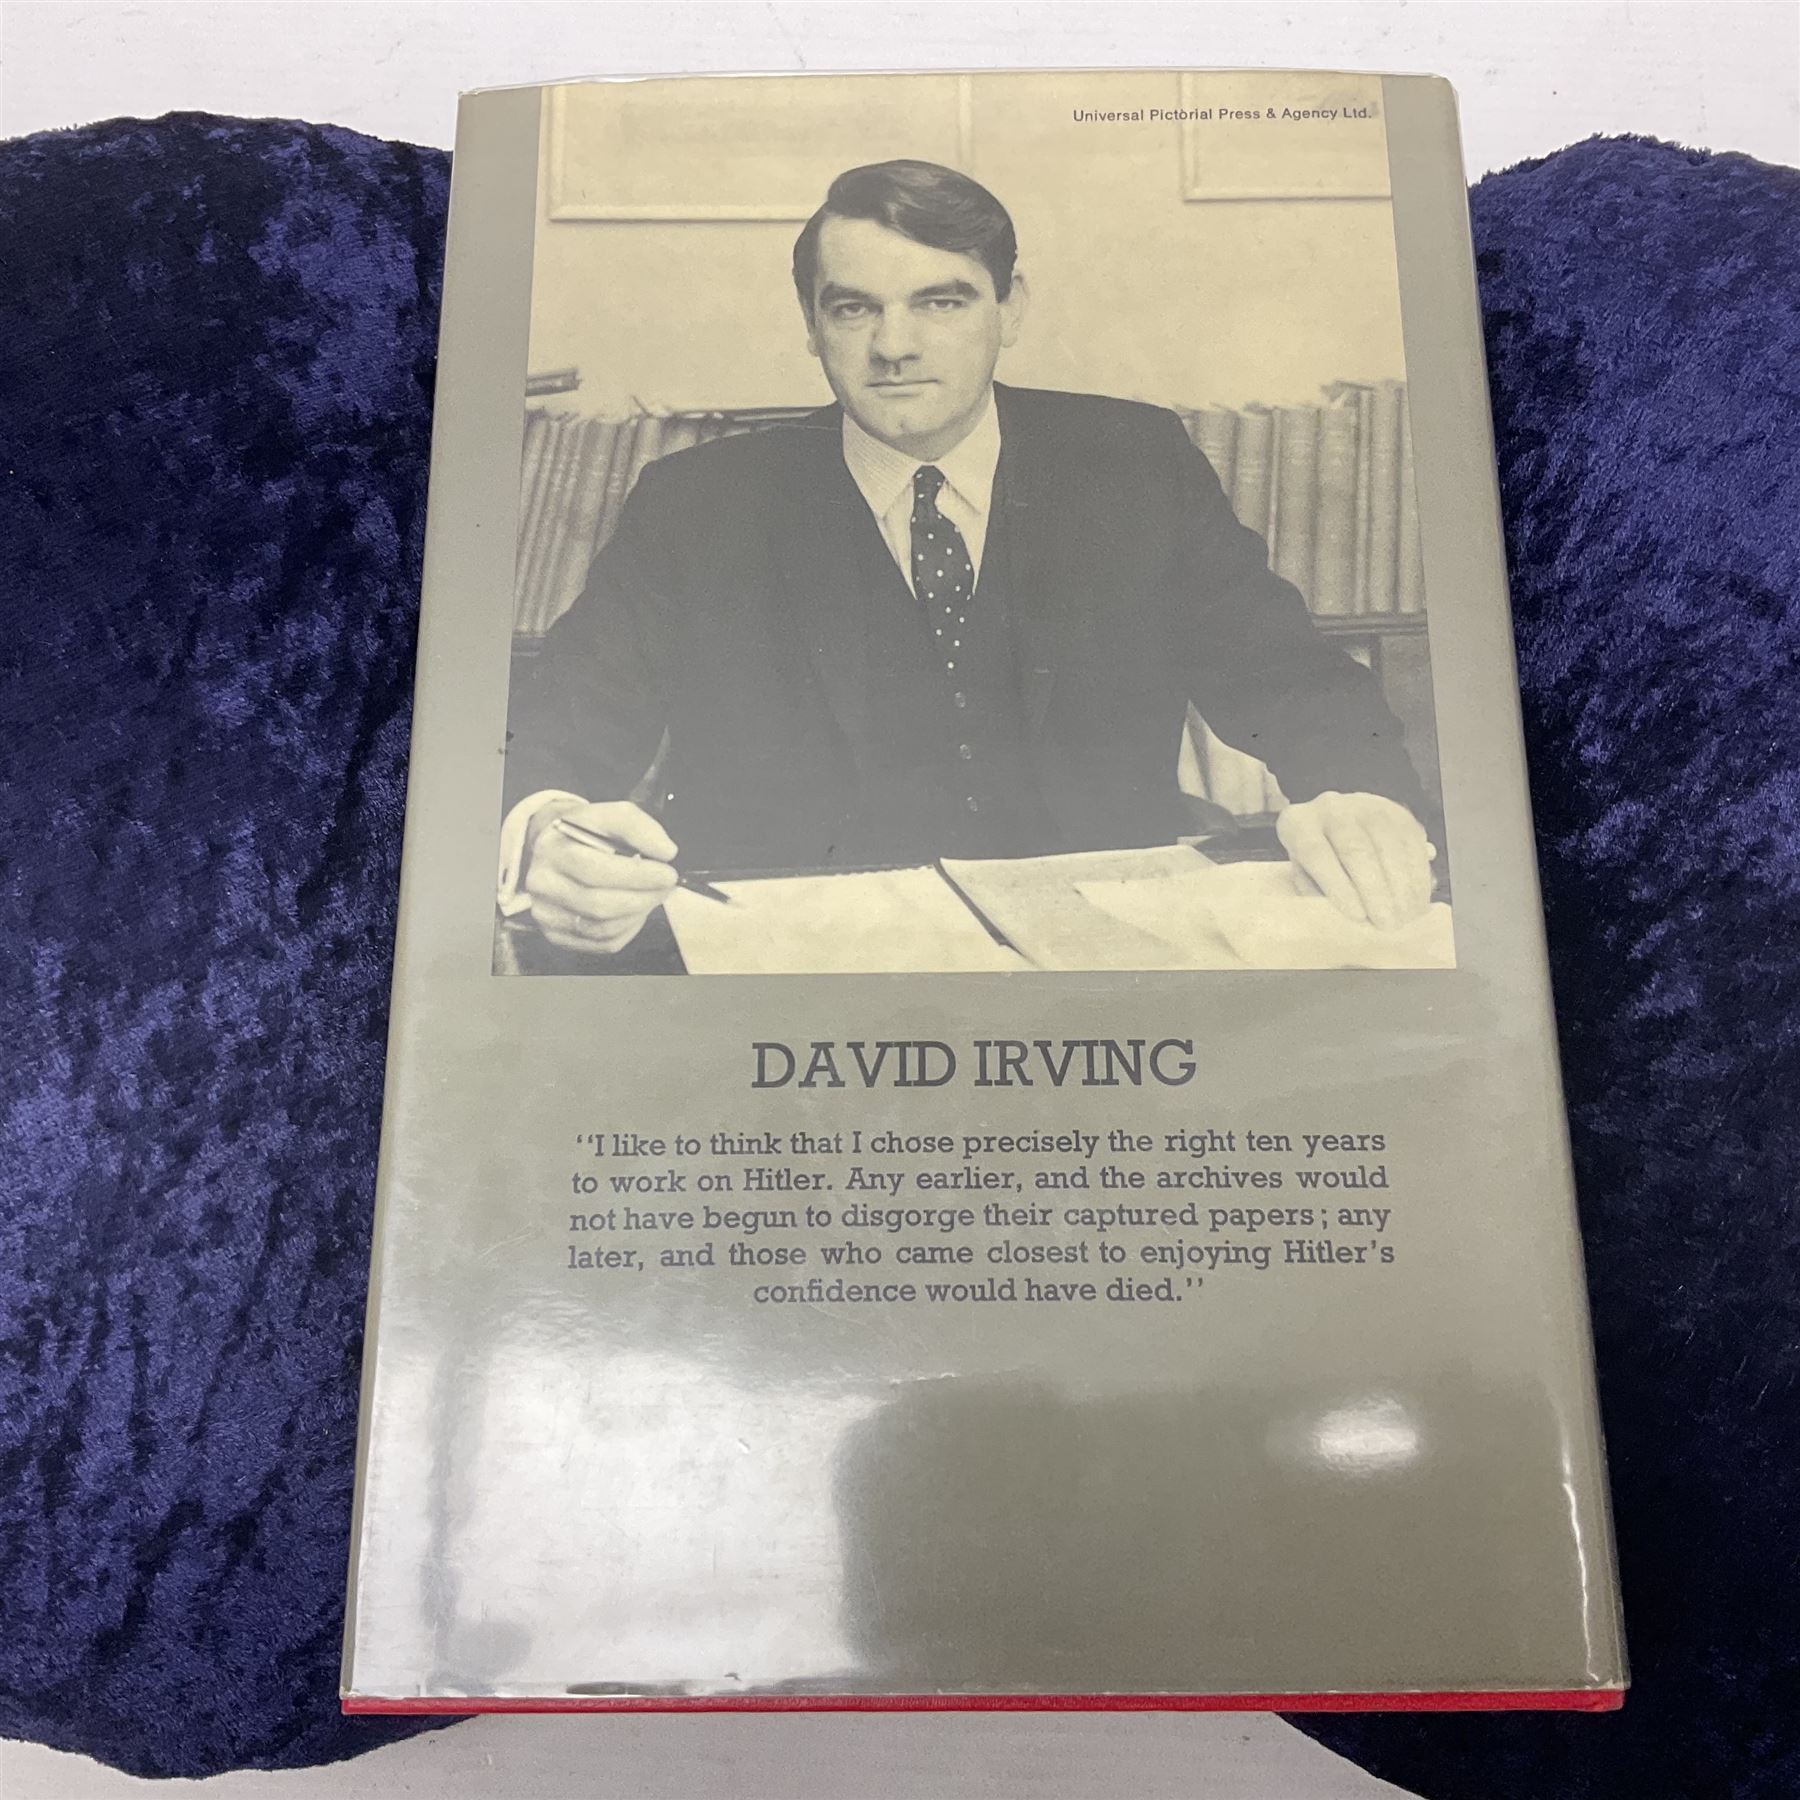 Universal Pictorial Press & Agency Ltd.
DAVID IRVING
"I like to think that I chose precisely the right ten years
to work on Hitler. Any earlier, and the archives would
not have begun to disgorge their captured papers; any
later, and those who came closest to enjoying Hitler's
confidence would have died."